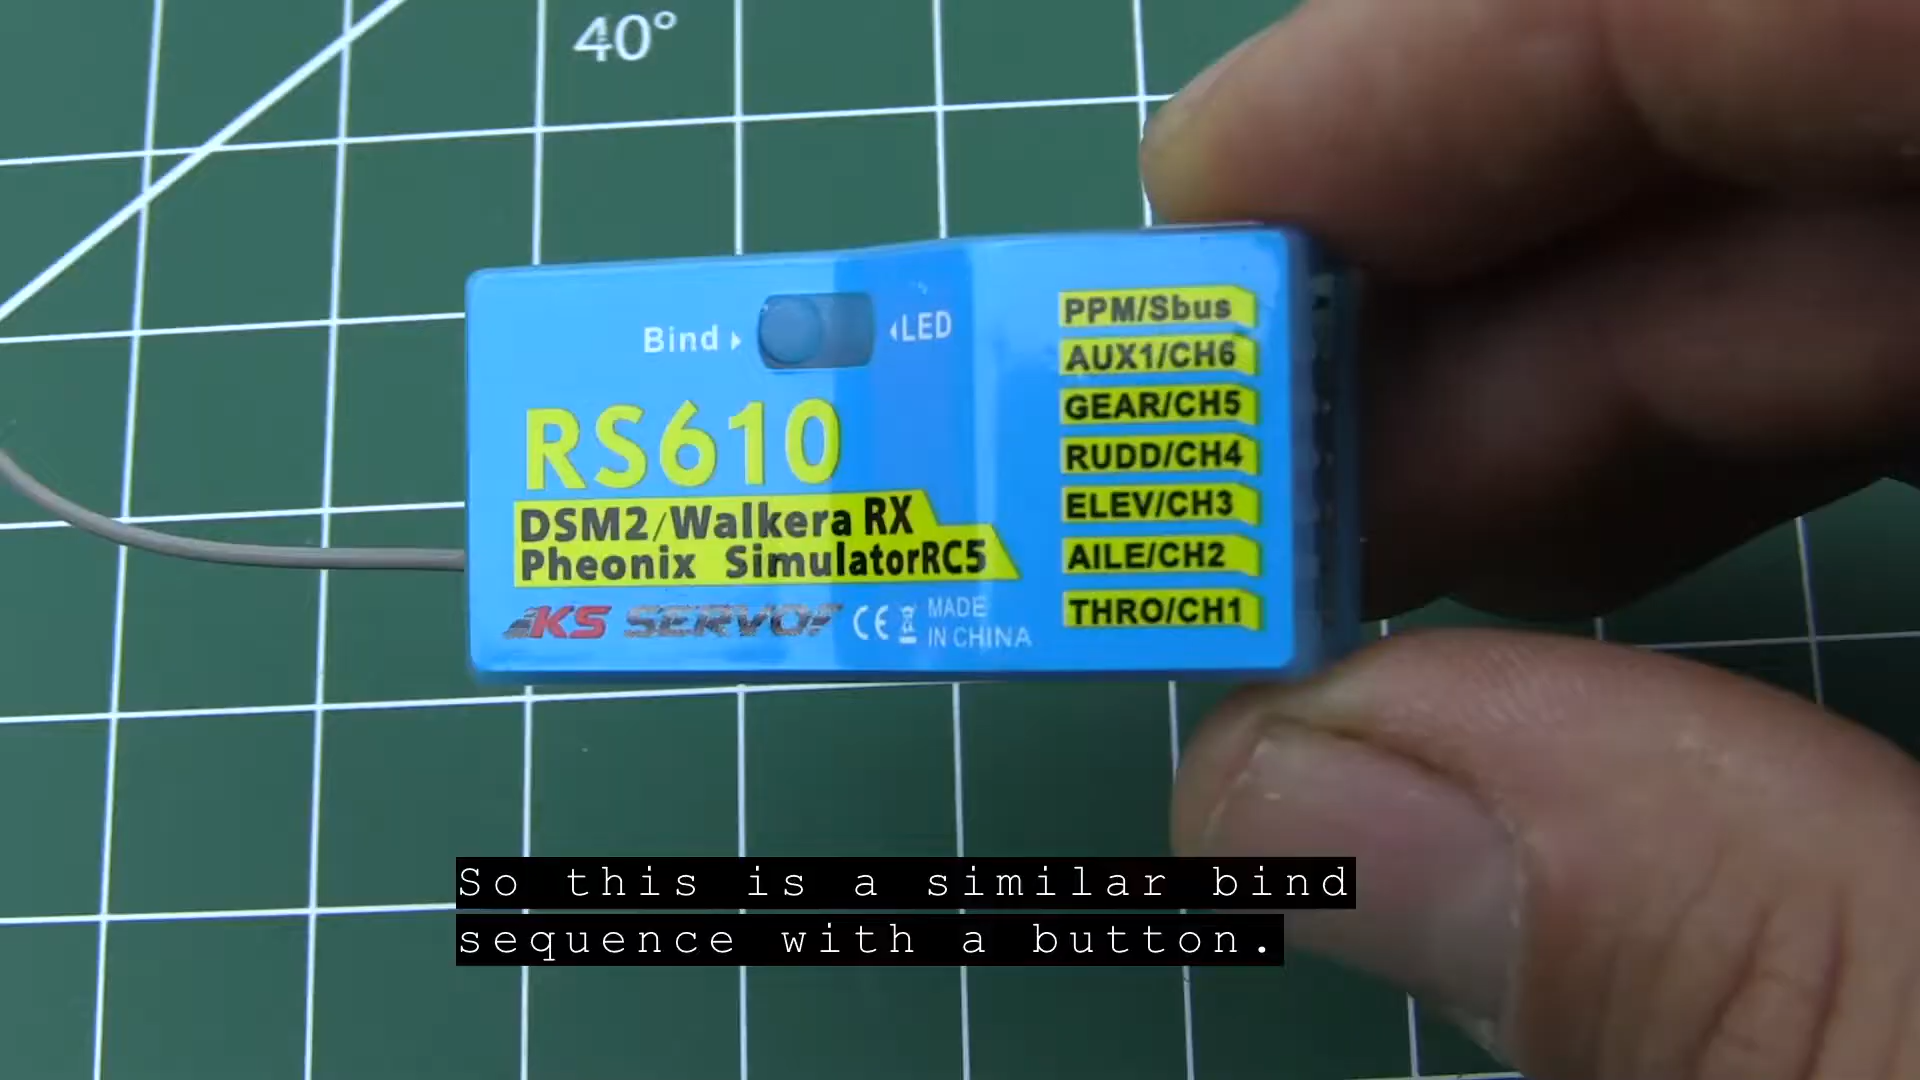 40°
Bind
LED
RS610
DSM2/Walkera RX
Pheonix SimulatorRC5
KS SERVO
CE
MADE
IN CHINA
PPM/Sbus
AUX1/CH6
GEAR/CH5
RUDD/CH4
ELEV/CH3
AILE/CH2
THRO/CH1
So this is a similar bind
sequence with a button.